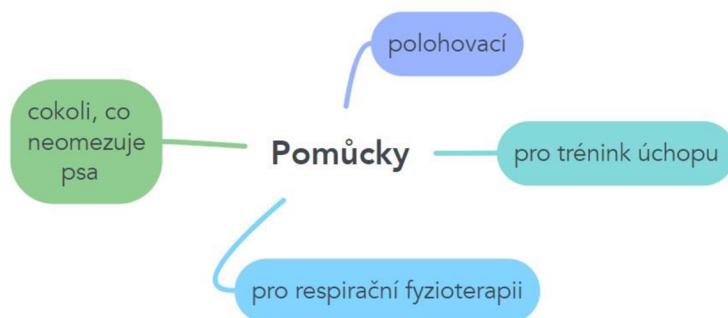 polohovací
cokoli, co
neomezuje
psa
Pomůcky
pro trénink úchopu
pro respirační fyzioterapii